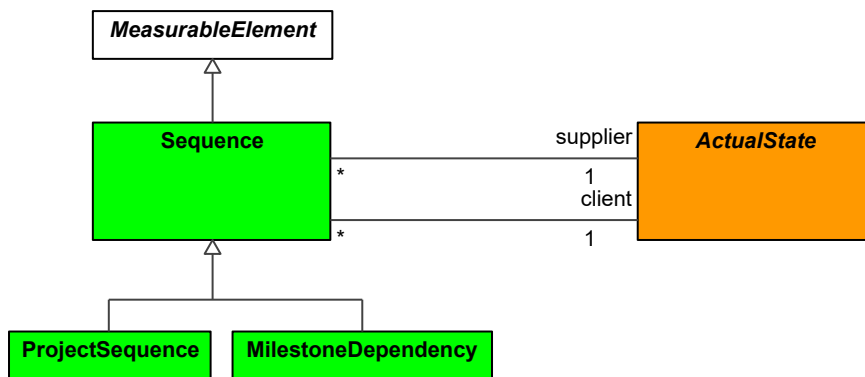 MeasurableElement
Sequence
supplier
ActualState
*
1
client
*
1
ProjectSequence
MilestoneDependency